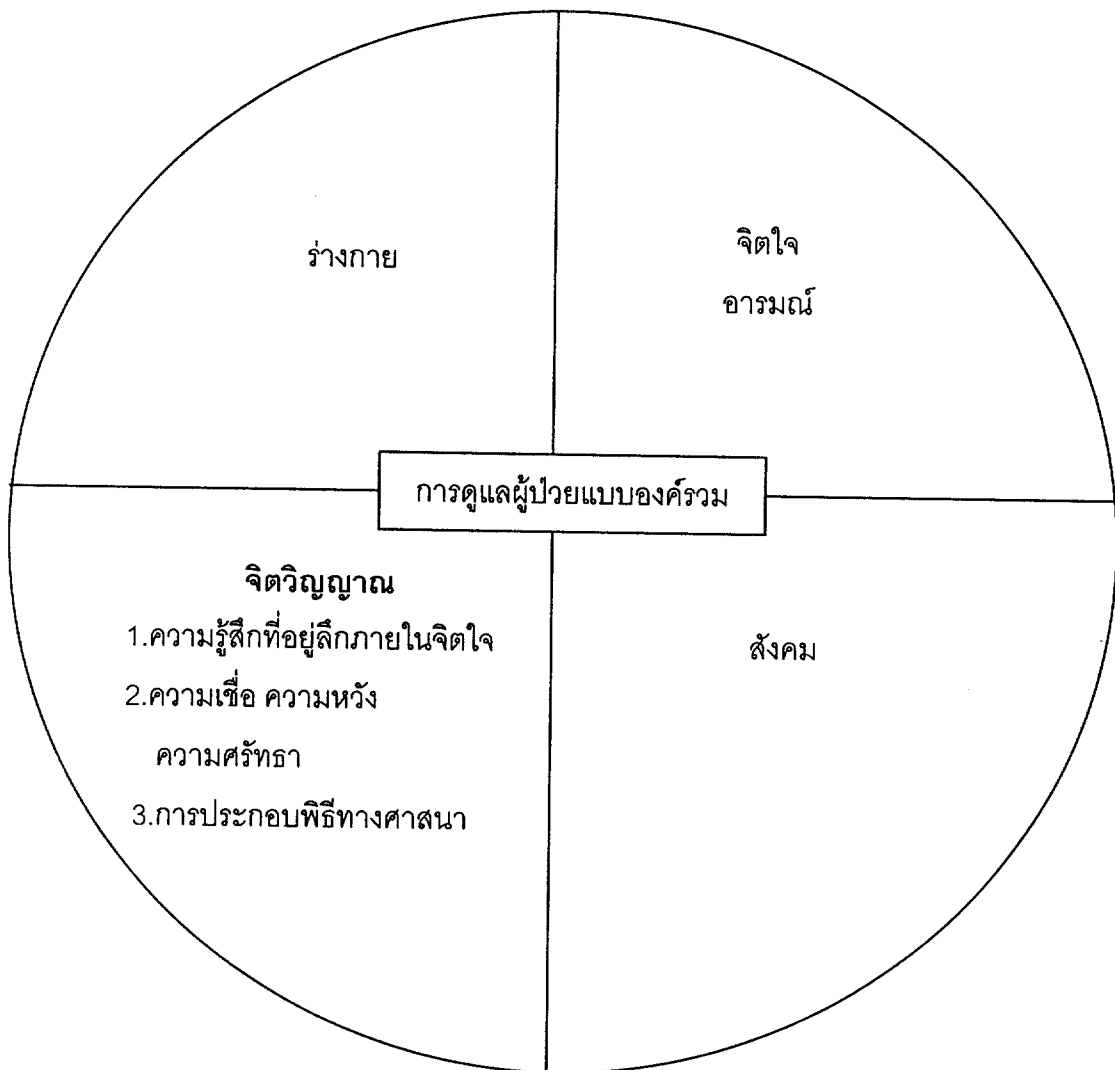 ร่างกาย
จิตใจ
อารมณ์
การดูแลผู้ป่วยแบบองค์รวม
จิตวิญญาณ
1.ความรู้สึกที่อยู่ลึกภายในจิตใจ
2.ความเชื่อ ความหวัง
ความศรัทธา
3.การประกอบพิธีทางศาสนา
สังคม